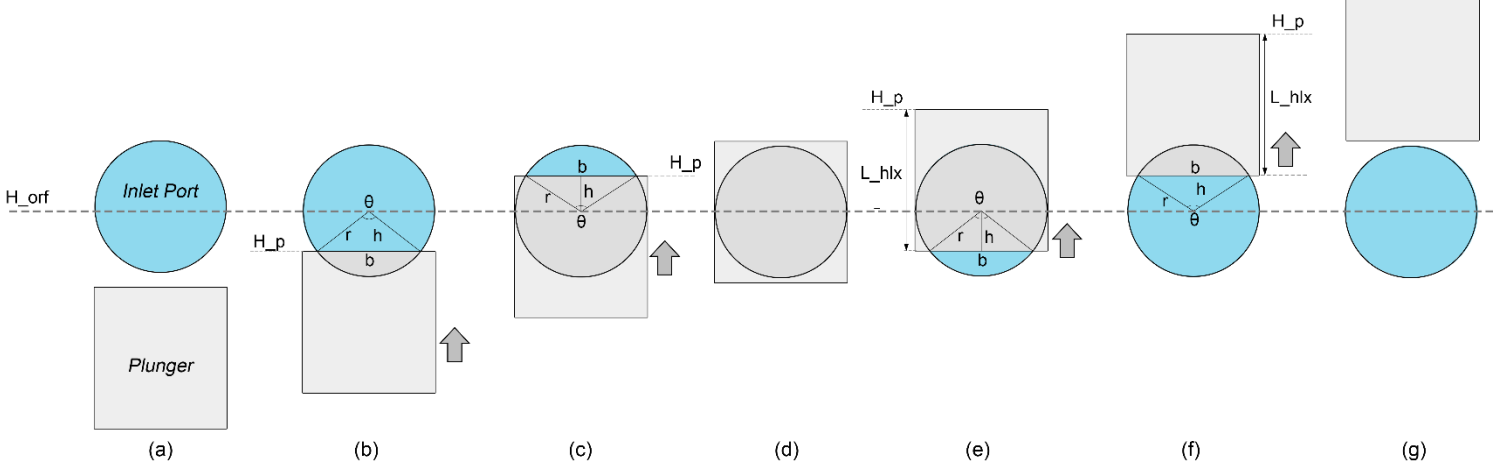 H_orf
Inlet Port
Plunger
(a)
H_p
θ
r
h
b
(b)
b
H_p
r
h
θ
(c)
(d)
H_p
L_hlx
θ
r
h
b
(e)
H_p
L_hlx
b
r
h
θ
(f)
(g)